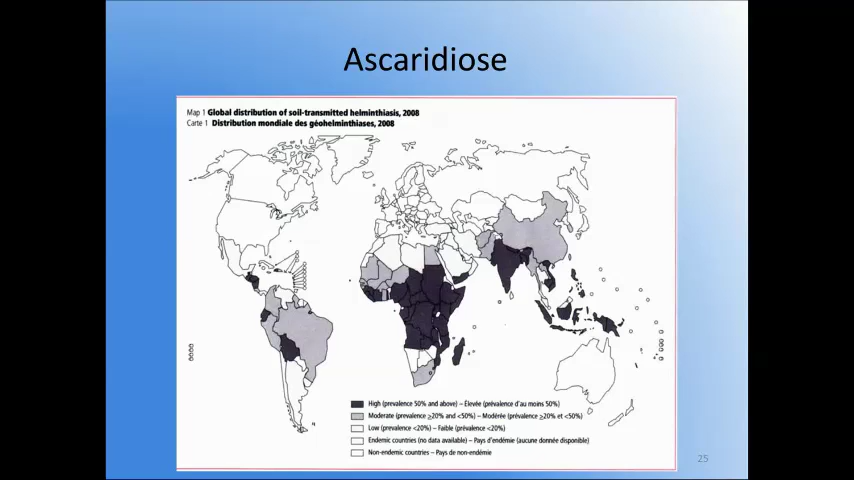 Ascaridiose
Map 1 Global distribution of soil-transmitted helminthiasis, 2008
Carte 1 Distribution mondiale des géohelminthiases, 2008
High (prevalence 50% and above) – Élevée (prévalence d'au moins 50%)
Moderate (prevalence ≥20% and <50%) – Modérée (prévalence ≥20% et <50%)
Low (prevalence <20%) – Faible (prévalence <20%)
Endemic countries (no data available) – Pays d'endémie (aucune donnée disponible)
Non-endemic countries – Pays de non-endémie
25